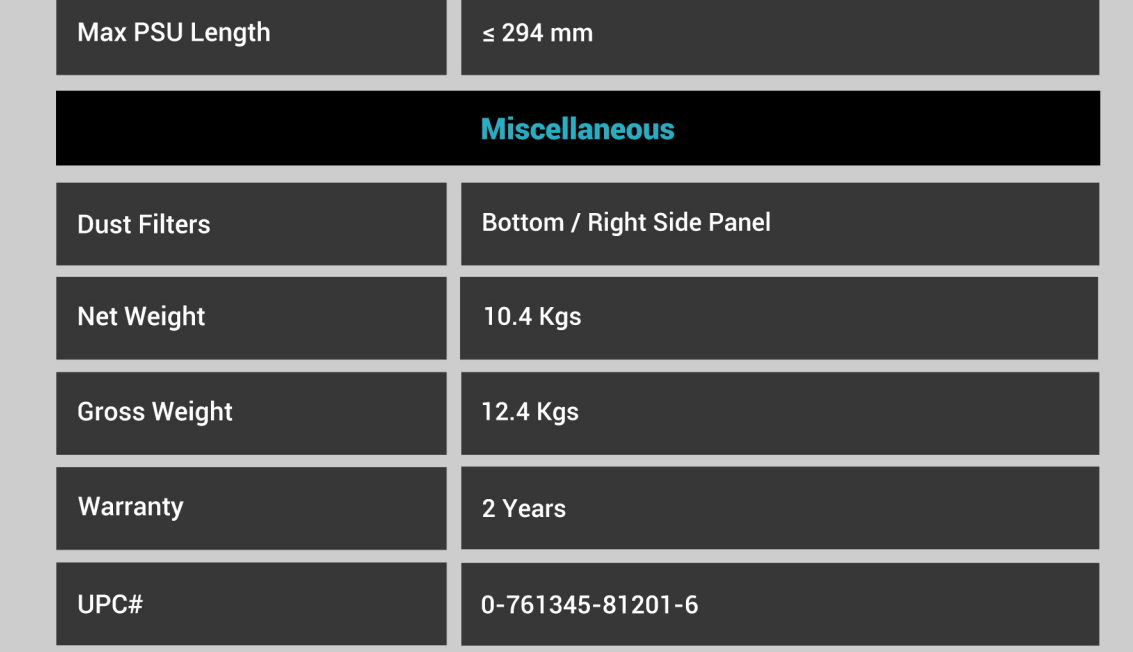 Max PSU Length ≤ 294 mm
Miscellaneous
Dust Filters Bottom / Right Side Panel
Net Weight 10.4 Kgs
Gross Weight 12.4 Kgs
Warranty 2 Years
UPC# 0-761345-81201-6